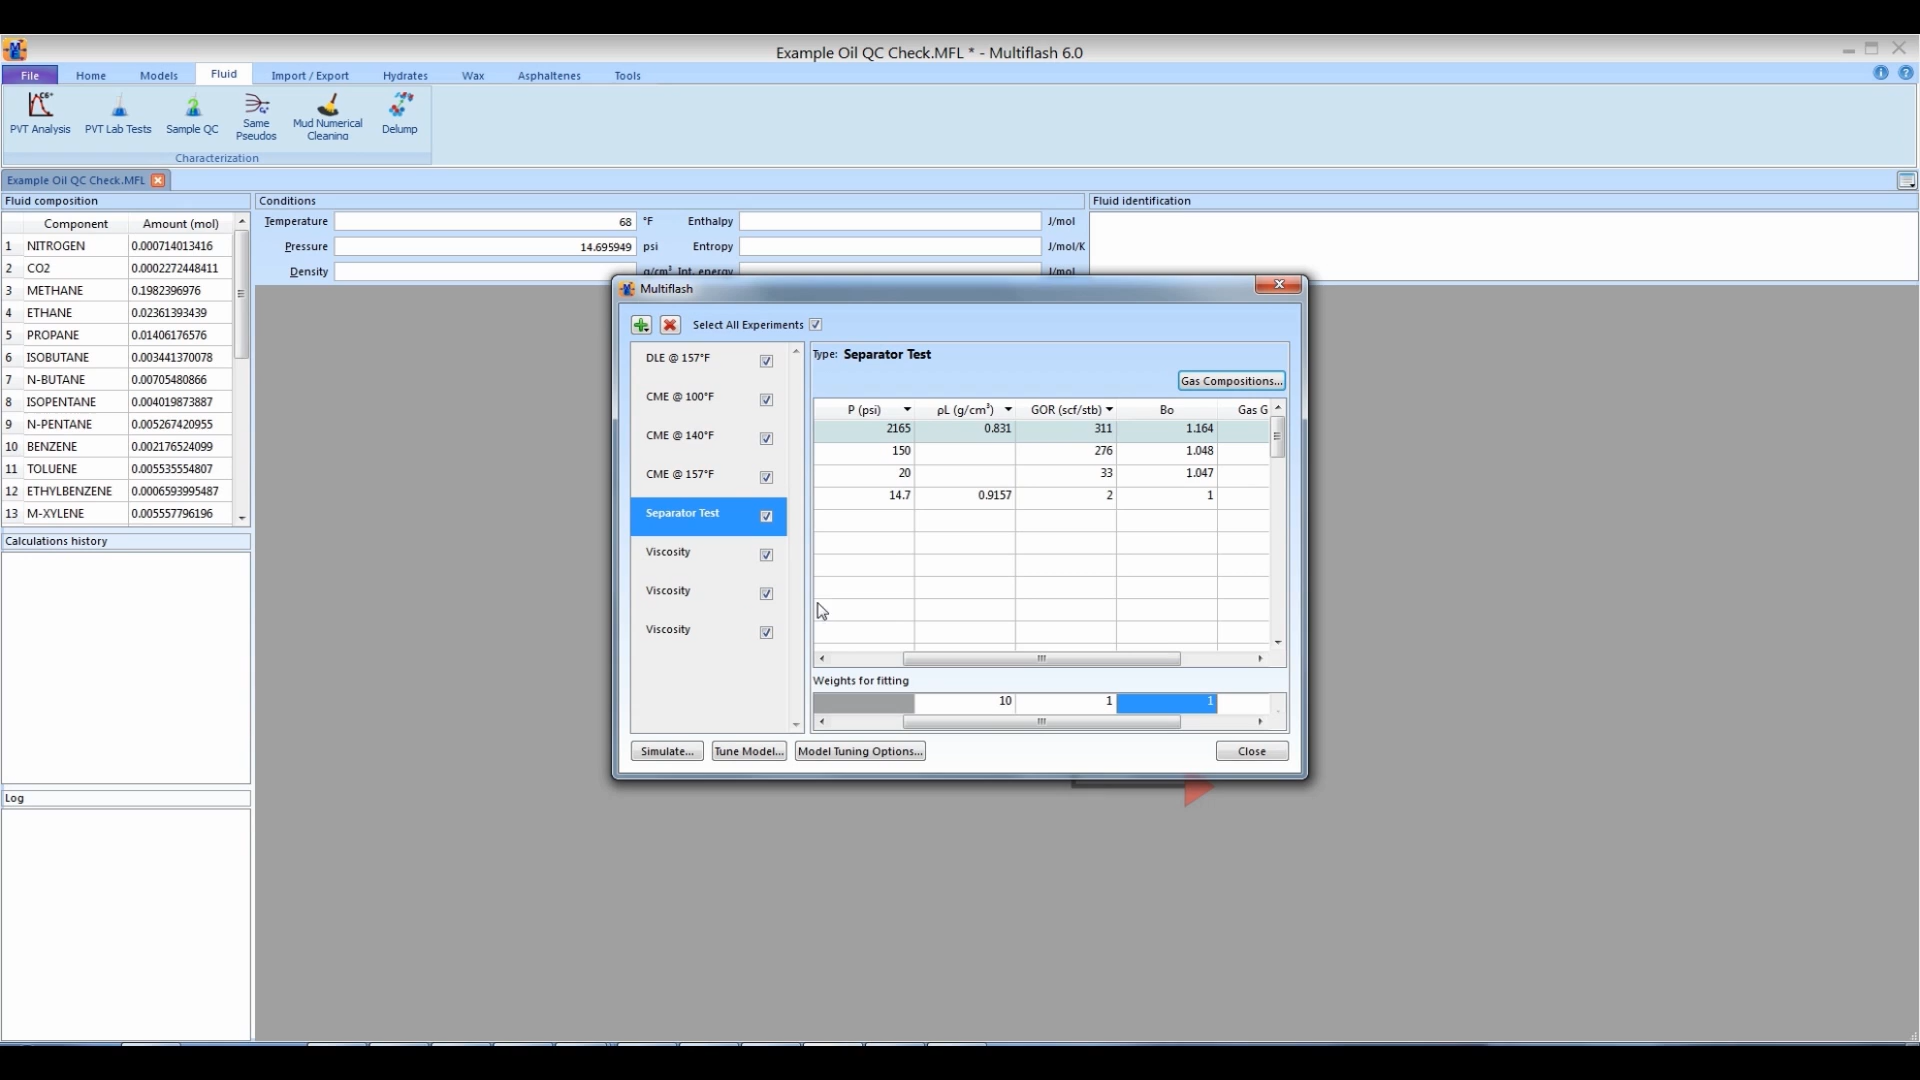 Example Oil QC Check.MFL * - Multiflash 6.0
File Home Models Fluid Import / Export Hydrates Wax Asphaltenes Tools
PVT Analysis PVT Lab Tests Sample QC Same Pseudos Mud Numerical Cleaning Delump
Characterization
Example Oil QC Check.MFL
Fluid composition
Component Amount (mol)
1 NITROGEN 0.000714013416
2 CO2 0.0002272448411
3 METHANE 0.1982396976
4 ETHANE 0.02361393439
5 PROPANE 0.01406176576
6 ISOBUTANE 0.003441370078
7 N-BUTANE 0.00705480866
8 ISOPENTANE 0.004019873887
9 N-PENTANE 0.005267420955
10 BENZENE 0.002176524099
11 TOLUENE 0.005535554807
12 ETHYLBENZENE 0.0006593995487
13 M-XYLENE 0.005557796196
Calculations history
Log
Conditions
Temperature 68 °F Enthalpy J/mol
Pressure 14.695949 psi Entropy J/mol/K
Density g/cm³ Int. energy J/mol
Fluid identification
Multiflash
Select All Experiments
DLE @ 157°F
CME @ 100°F
CME @ 140°F
CME @ 157°F
Separator Test
Viscosity
Viscosity
Viscosity
Type: Separator Test
Gas Compositions...
P (psi) ρL (g/cm³) GOR (scf/stb) Bo Gas G
2165 0.831 311 1.164
150 276 1.048
20 33 1.047
14.7 0.9157 2 1
Weights for fitting
10 1 1
Simulate... Tune Model... Model Tuning Options... Close